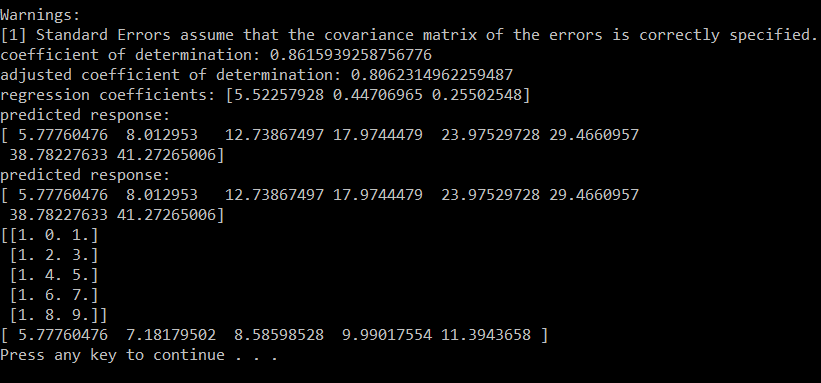 Warnings:
[1] Standard Errors assume that the covariance matrix of the errors is correctly specified.
coefficient of determination: 0.8615939258756776
adjusted coefficient of determination: 0.8062314962259487
regression coefficients: [5.52257928 0.44706965 0.25502548]
predicted response:
[ 5.77760476  8.012953   12.73867497 17.9744479  23.97529728 29.4660957
 38.78227633 41.27265006]
predicted response:
[ 5.77760476  8.012953   12.73867497 17.9744479  23.97529728 29.4660957
 38.78227633 41.27265006]
[[1. 0. 1.]
 [1. 2. 3.]
 [1. 4. 5.]
 [1. 6. 7.]
 [1. 8. 9.]]
[ 5.77760476  7.18179502  8.58598528  9.99017554 11.3943658 ]
Press any key to continue . . .